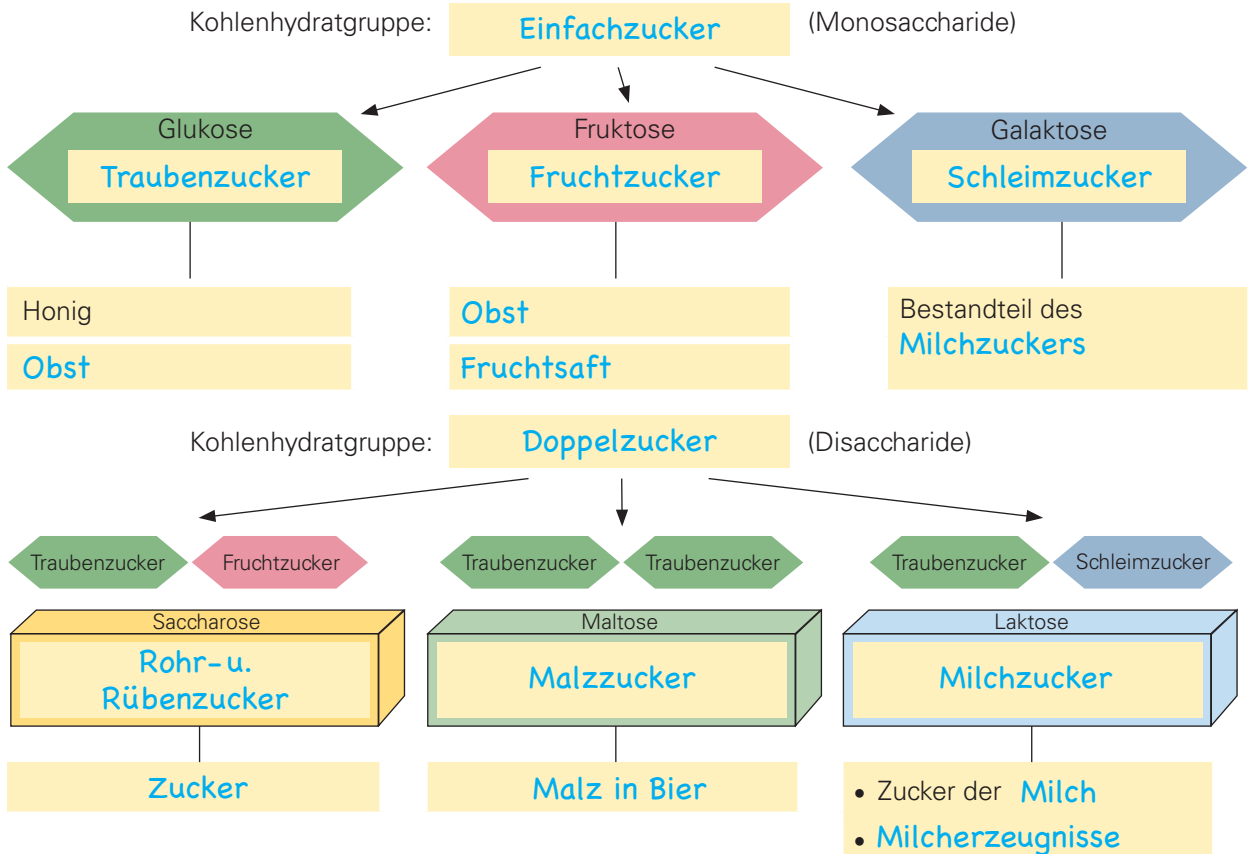 Kohlenhydratgruppe: Einfachzucker (Monosaccharide)
Glukose
Traubenzucker
Fruktose
Fruchtzucker
Galaktose
Schleimzucker
Honig
Obst
Obst
Fruchtsaft
Bestandteil des
Milchzuckers
Kohlenhydratgruppe: Doppelzucker (Disaccharide)
Traubenzucker Fruchtzucker
Traubenzucker Traubenzucker
Traubenzucker Schleimzucker
Saccharose
Rohr- u.
Rübenzucker
Maltose
Malzzucker
Laktose
Milchzucker
Zucker
Malz in Bier
• Zucker der Milch
• Milcherzeugnisse